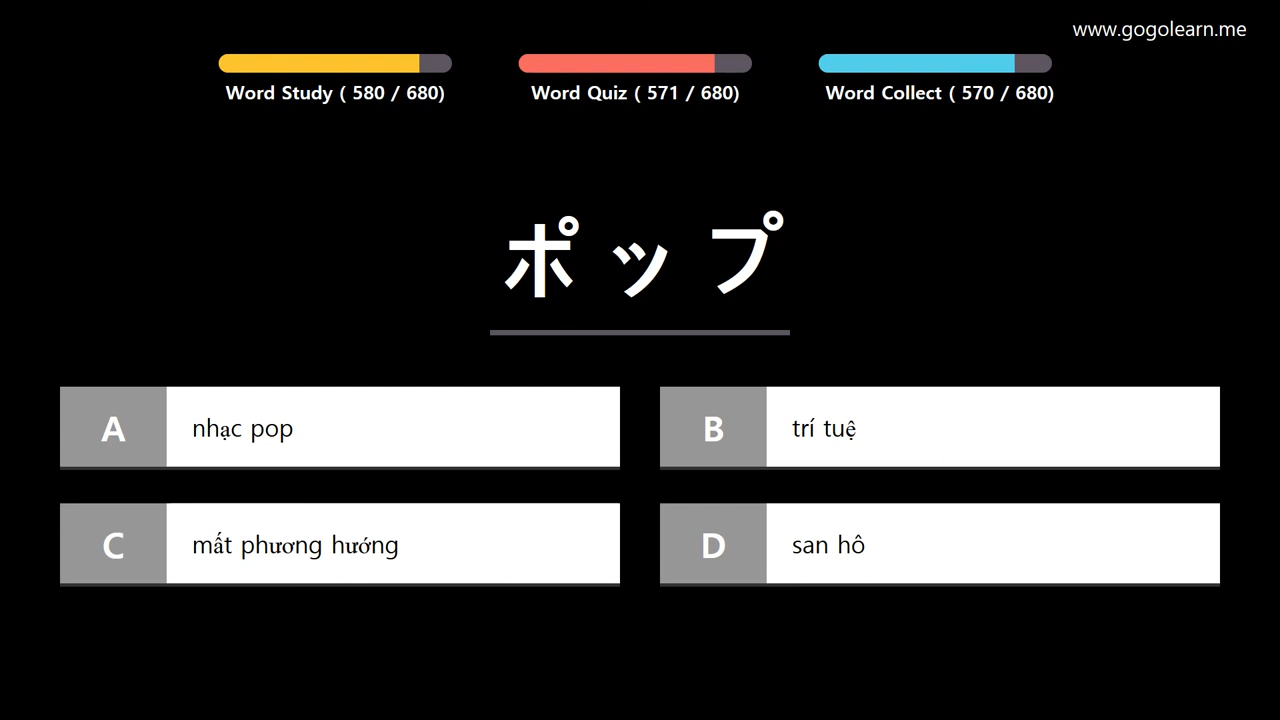 www.gogolearn.me
Word Study ( 580 / 680)
Word Quiz ( 571 / 680)
Word Collect ( 570 / 680)
ポップ
A nhạc pop
B trí tuệ
C mất phương hướng
D san hô